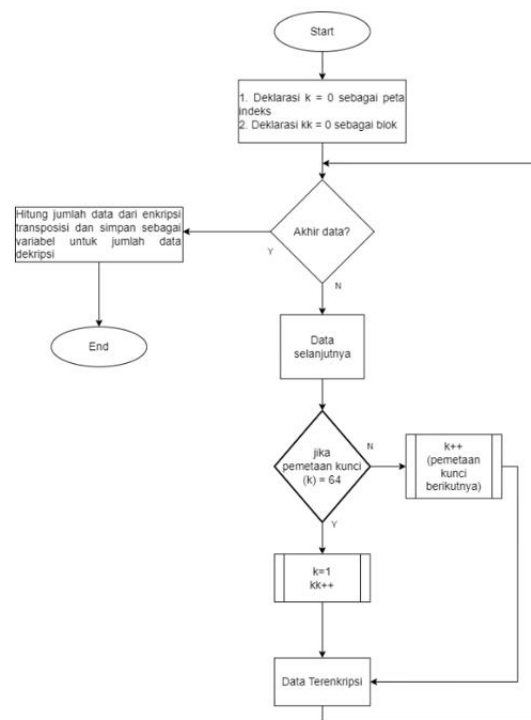 Start
1. Deklarasi k = 0 sebagai peta
indeks
2. Deklarasi kk = 0 sebagai blok
Akhir data?
Hitung jumlah data dari enkripsi
transposisi dan simpan sebagai
variabel untuk jumlah data
dekripsi
Y
N
End
Data
selanjutnya
jika
pemetaan kunci
(k) = 64
N
k++
(pemetaan
kunci
berikutnya)
Y
k=1
kk++
Data Terenkripsi